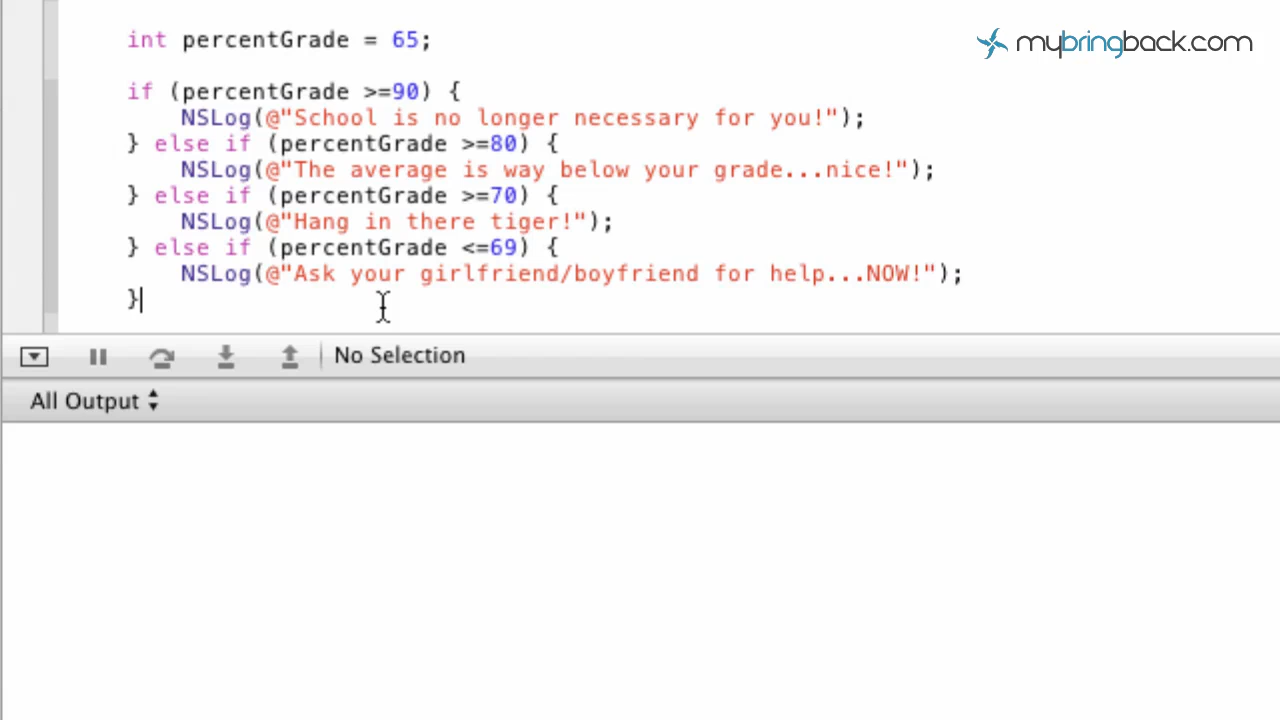 mybringback.com
int percentGrade = 65;
if (percentGrade >=90) {
NSLog(@"School is no longer necessary for you!");
} else if (percentGrade >=80) {
NSLog(@"The average is way below your grade...nice!");
} else if (percentGrade >=70) {
NSLog(@"Hang in there tiger!");
} else if (percentGrade <=69) {
NSLog(@"Ask your girlfriend/boyfriend for help...NOW!");
}
No Selection
All Output